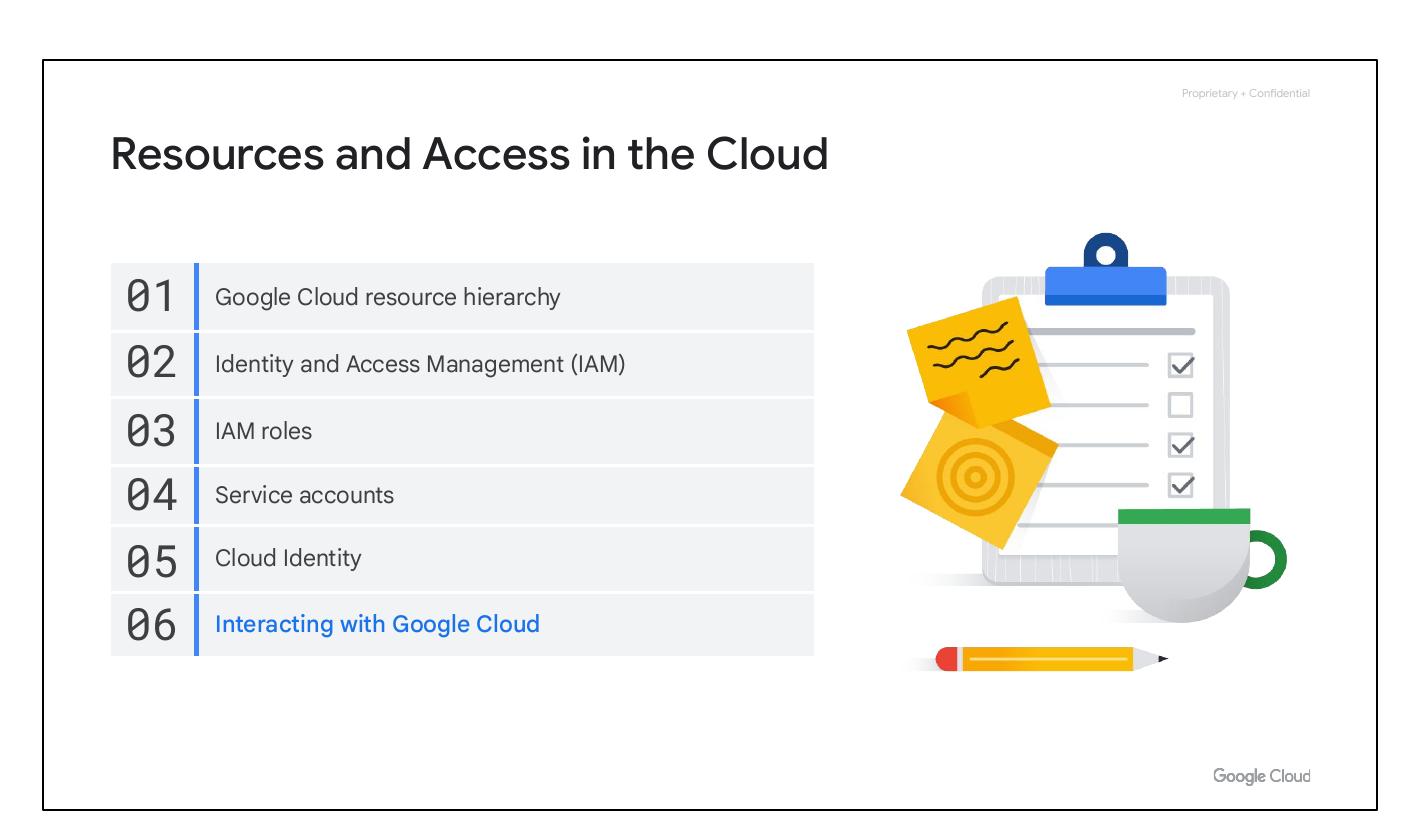 Proprietary + Confidential
Resources and Access in the Cloud
01 Google Cloud resource hierarchy
02 Identity and Access Management (IAM)
03 IAM roles
04 Service accounts
05 Cloud Identity
06 Interacting with Google Cloud
Google Cloud